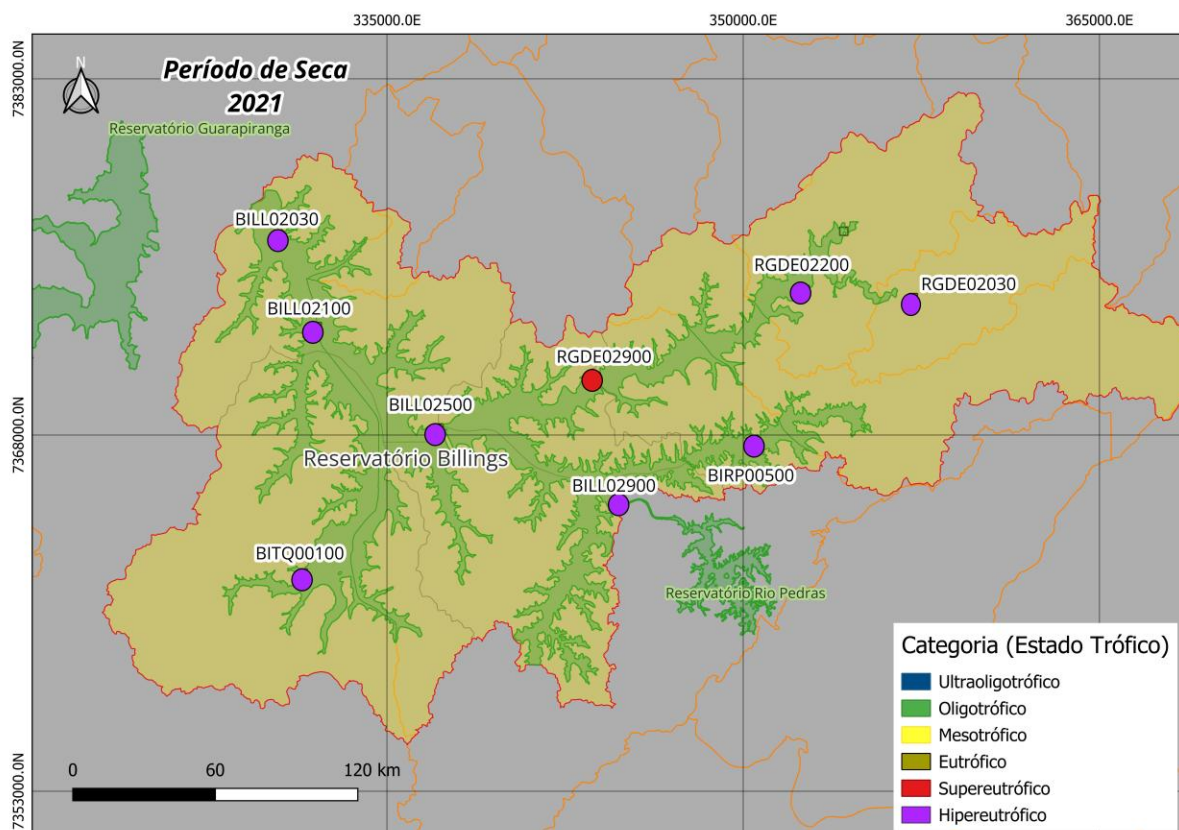 335000.0E
350000.0E
365000.0E
7383000.0N
N
Período de Seca
2021
Reservatório Guarapiranga
BILL02030
RGDE02200
RGDE02030
BILL02100
RGDE02900
BILL02500
7368000.0N
Reservatório Billings
BIRP00500
BILL02900
BITQ00100
Reservatório Rio Pedras
Categoria (Estado Trófico)
Ultraoligotrófico
Oligotrófico
Mesotrófico
Eutrófico
Supereutrófico
Hipereutrófico
0 60 120 km
7353000.0N